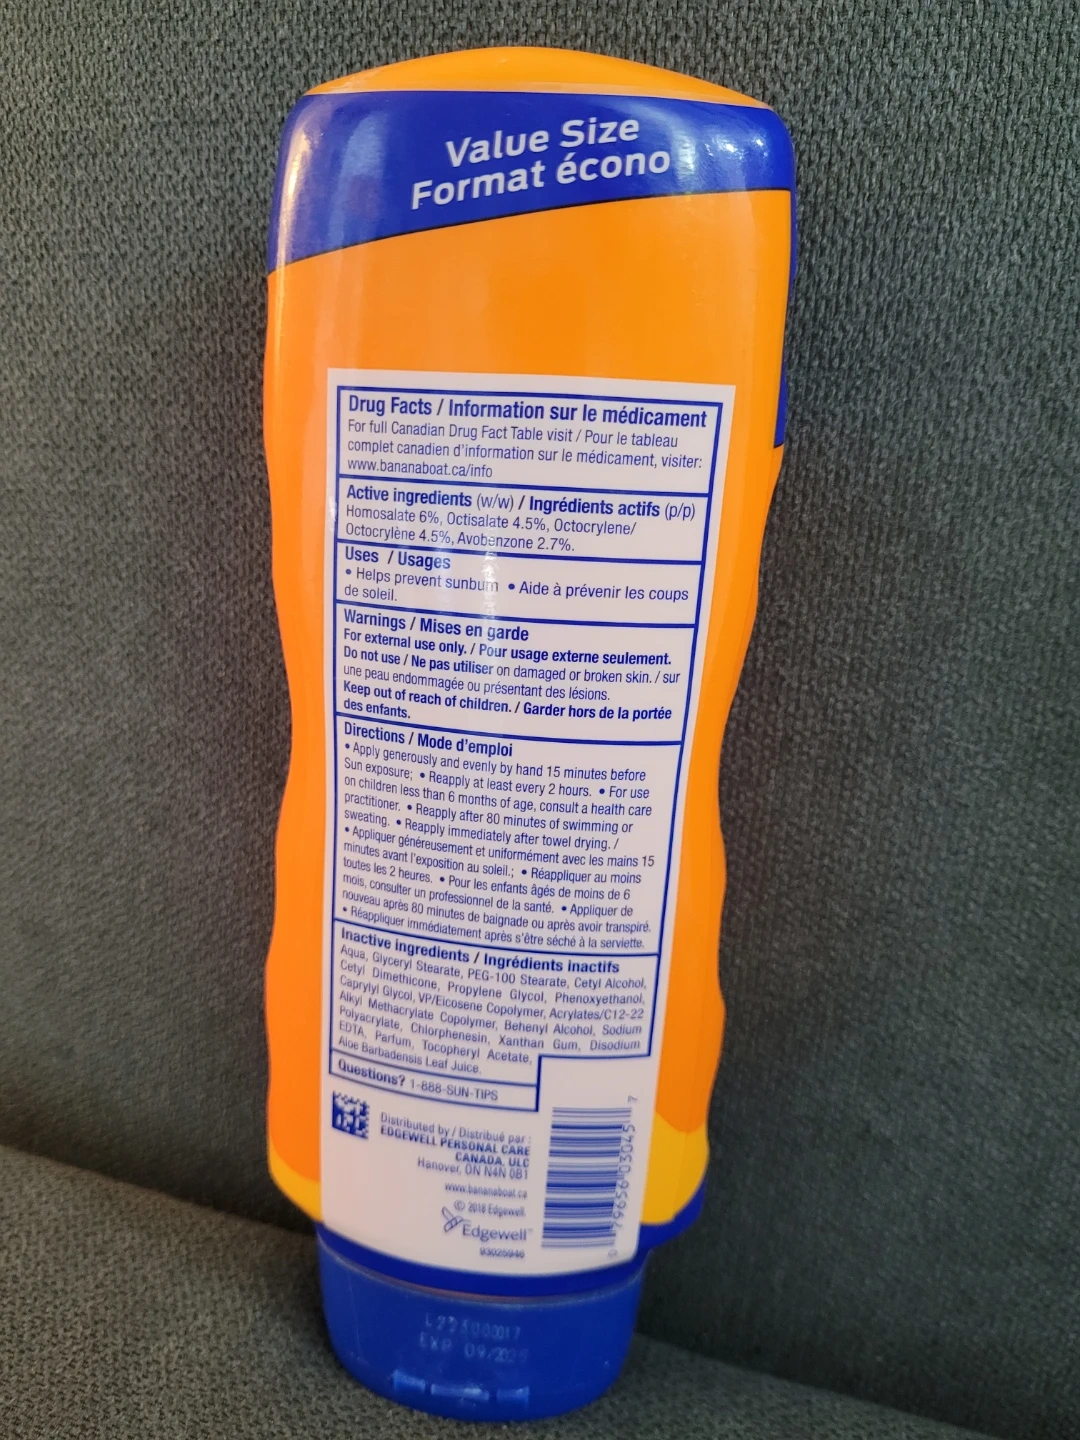 Value Size
Format écono
Drug Facts / Information sur le médicament
For full Canadian Drug Fact Table visit / Pour le tableau
complet canadien d'information sur le médicament, visiter:
www.bananaboat.ca/info
Active ingredients (w/w) / Ingrédients actifs (p/p)
Homosalate 6%, Octisalate 4.5%, Octocrylene/
Octocrylène 4.5%, Avobenzone 2.7%.
Uses / Usages
• Helps prevent sunburn • Aide à prévenir les coups
de soleil.
Warnings / Mises en garde
For external use only. / Pour usage externe seulement.
Do not use / Ne pas utiliser on damaged or broken skin. / sur
une peau endommagée ou présentant des lésions.
Keep out of reach of children. / Garder hors de la portée
des enfants.
Directions / Mode d'emploi
• Apply generously and evenly by hand 15 minutes before
Sun exposure; • Reapply at least every 2 hours. • For use
on children less than 6 months of age, consult a health care
practitioner. • Reapply after 80 minutes of swimming or
sweating. • Reapply immediately after towel drying. /
• Appliquer généreusement et uniformément avec les mains 15
minutes avant l'exposition au soleil.; • Réappliquer au moins
toutes les 2 heures. • Pour les enfants âgés de moins de 6
mois, consulter un professionnel de la santé. • Appliquer de
nouveau après 80 minutes de baignade ou après avoir transpiré.
• Réappliquer immédiatement après s'être séché à la serviette.
Inactive ingredients / Ingrédients inactifs
Aqua, Glyceryl Stearate, PEG-100 Stearate, Cetyl Alcohol,
Cetyl Dimethicone, Propylene Glycol, Phenoxyethanol,
Caprylyl Glycol, VP/Eicosene Copolymer, Acrylates/C12-22
Alkyl Methacrylate Copolymer, Behenyl Alcohol, Sodium
Polyacrylate, Chlorphenesin, Xanthan Gum, Disodium
EDTA, Parfum, Tocopheryl Acetate,
Aloe Barbadensis Leaf Juice.
Questions? 1-888-SUN-TIPS
Distributed by / Distribué par :
EDGEWELL PERSONAL CARE
CANADA, ULC
Hanover, ON N4N 0B1
www.bananaboat.ca
© 2018 Edgewell.
Edgewell
93025946
0 79656 03045 7
EXP 09/